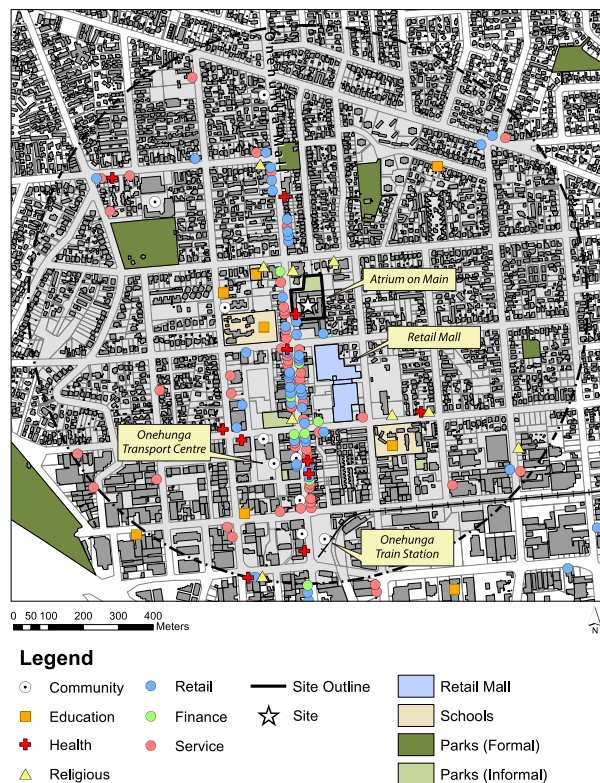 Onehunga
Atrium on Main
Retail Mall
Onehunga
Transport Centre
Onehunga
Train Station
0 50 100 200 300 400
Meters
N
Legend
Community
Retail
Site Outline
Retail Mall
Education
Finance
Site
Schools
Health
Service
Parks (Formal)
Religious
Parks (Informal)